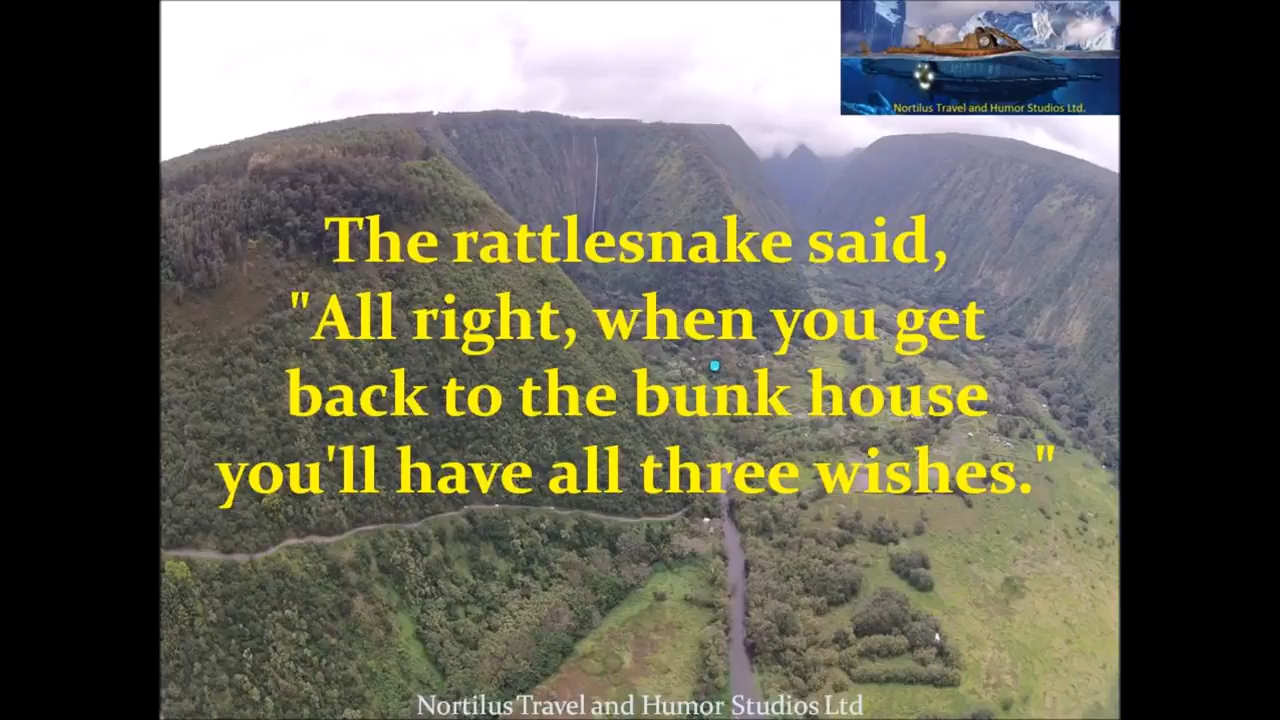 Nortilus Travel and Humor Studios Ltd.
The rattlesnake said,
"All right, when you get
back to the bunk house
you'll have all three wishes."
Nortilus Travel and Humor Studios Ltd